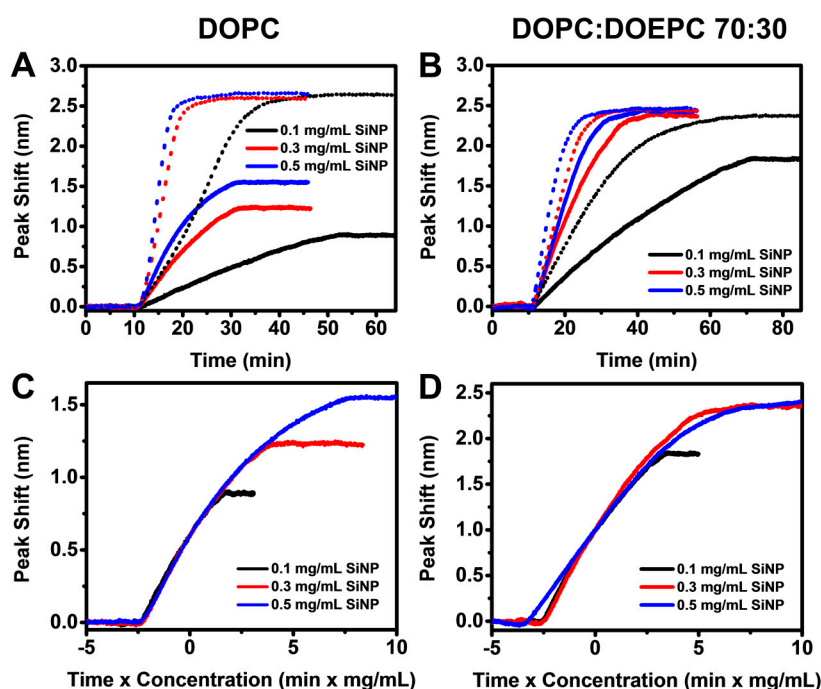 DOPC
DOPC:DOEPC 70:30
A
3.0
2.5
2.0
1.5
1.0
0.5
0.0
Peak Shift (nm)
0.1 mg/mL SiNP
0.3 mg/mL SiNP
0.5 mg/mL SiNP
0 10 20 30 40 50 60
Time (min)
B
3.0
2.5
2.0
1.5
1.0
0.5
0.0
Peak Shift (nm)
0.1 mg/mL SiNP
0.3 mg/mL SiNP
0.5 mg/mL SiNP
0 20 40 60 80
Time (min)
C
1.5
1.0
0.5
0.0
Peak Shift (nm)
0.1 mg/mL SiNP
0.3 mg/mL SiNP
0.5 mg/mL SiNP
-5 0 5 10
Time x Concentration (min x mg/mL)
D
2.5
2.0
1.5
1.0
0.5
0.0
Peak Shift (nm)
0.1 mg/mL SiNP
0.3 mg/mL SiNP
0.5 mg/mL SiNP
-5 0 5 10
Time x Concentration (min x mg/mL)